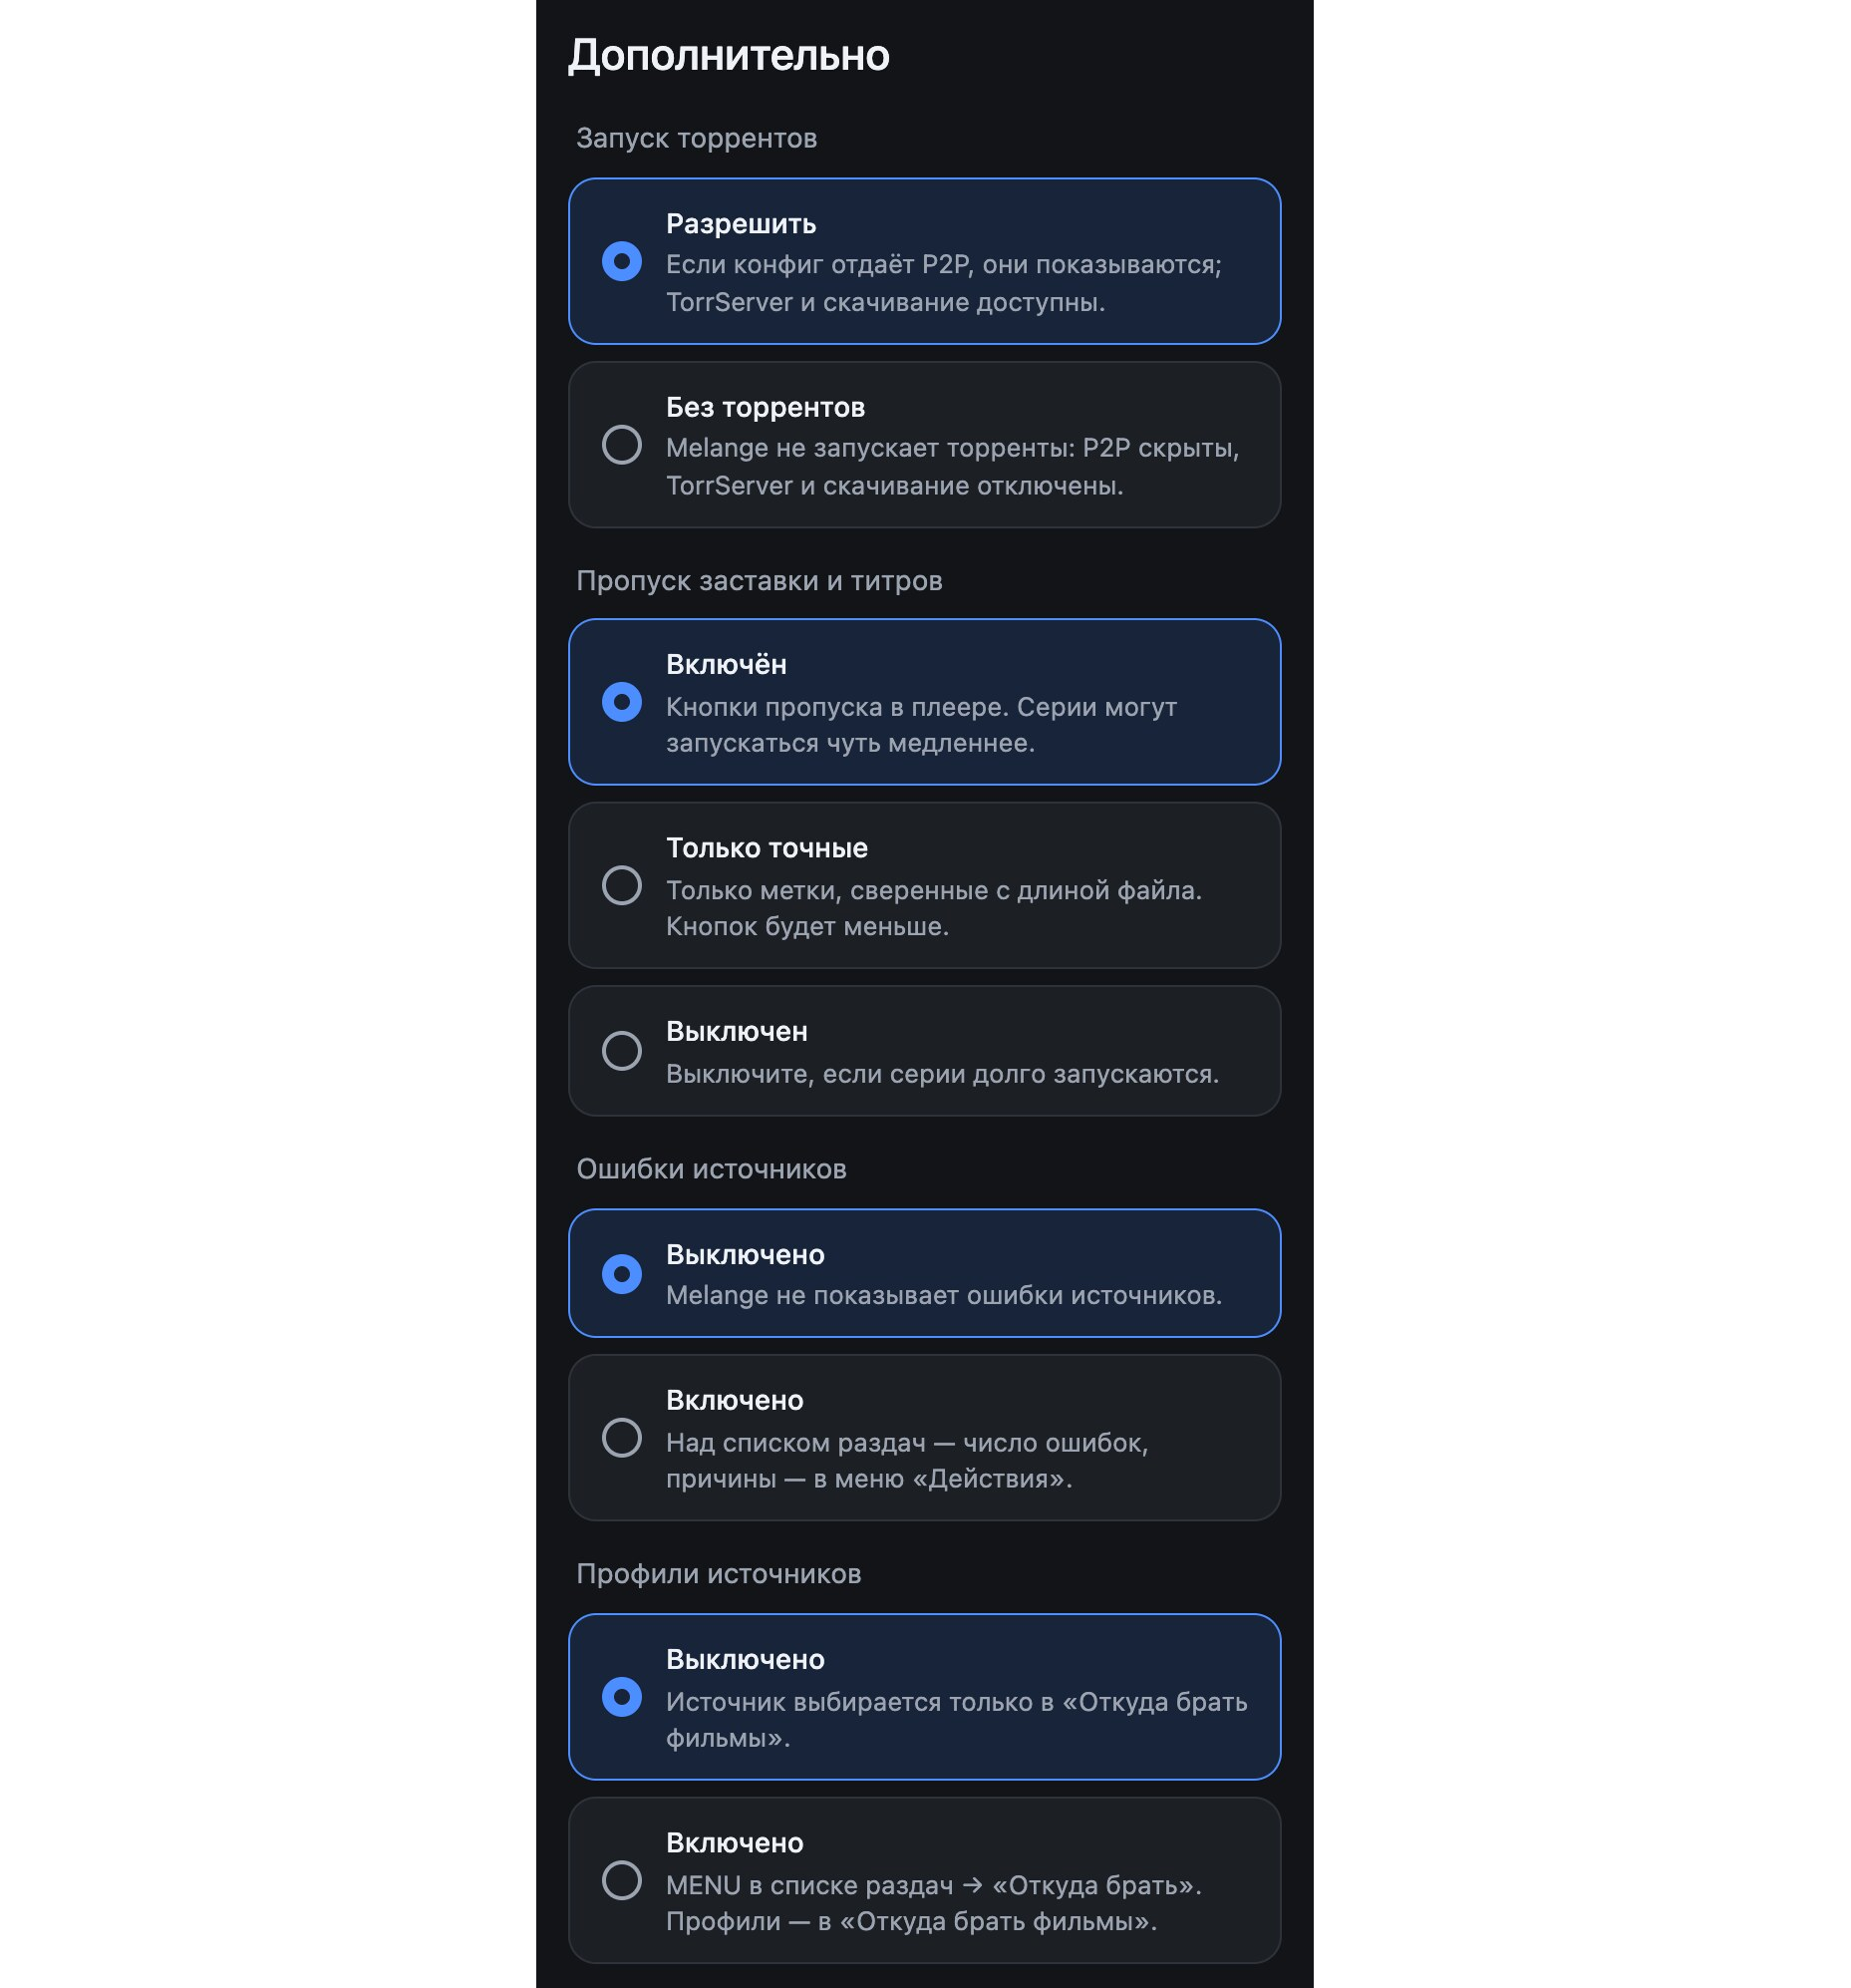 Дополнительно
Запуск торрентов
Разрешить
Если конфиг отдаёт P2P, они показываются;
TorrServer и скачивание доступны.
Без торрентов
Melange не запускает торренты: P2P скрыты,
TorrServer и скачивание отключены.
Пропуск заставки и титров
Включён
Кнопки пропуска в плеере. Серии могут
запускаться чуть медленнее.
Только точные
Только метки, сверенные с длиной файла.
Кнопок будет меньше.
Выключен
Выключите, если серии долго запускаются.
Ошибки источников
Выключено
Melange не показывает ошибки источников.
Включено
Над списком раздач — число ошибок,
причины — в меню «Действия».
Профили источников
Выключено
Источник выбирается только в «Откуда брать
фильмы».
Включено
MENU в списке раздач → «Откуда брать».
Профили — в «Откуда брать фильмы».